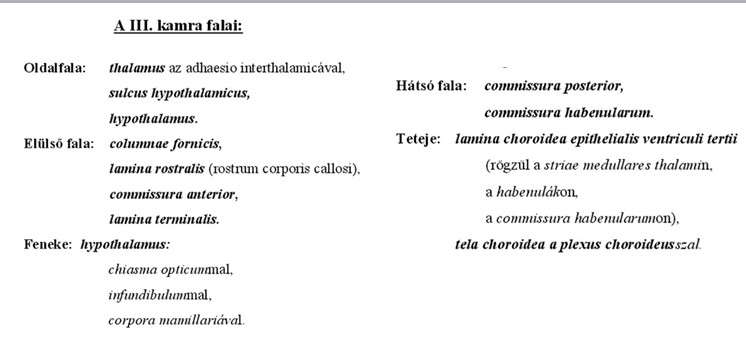 A III. kamra falai:
Oldalfala: thalamus az adhaesio interthalamicával,
sulcus hypothalamicus,
hypothalamus.
Elülső fala: columnae fornicis,
lamina rostralis (rostrum corporis callosi),
commissura anterior,
lamina terminalis.
Feneke: hypothalamus:
chiasma opticummal,
infundibulummal,
corpora mamillariával.
Hátsó fala: commissura posterior,
commissura habenularum.
Teteje: lamina choroidea epithelialis ventriculi tertii
(rögzül a striae medullares thalamin,
a habenulákon,
a commissura habenularumon),
tela choroidea a plexus choroideusszal.